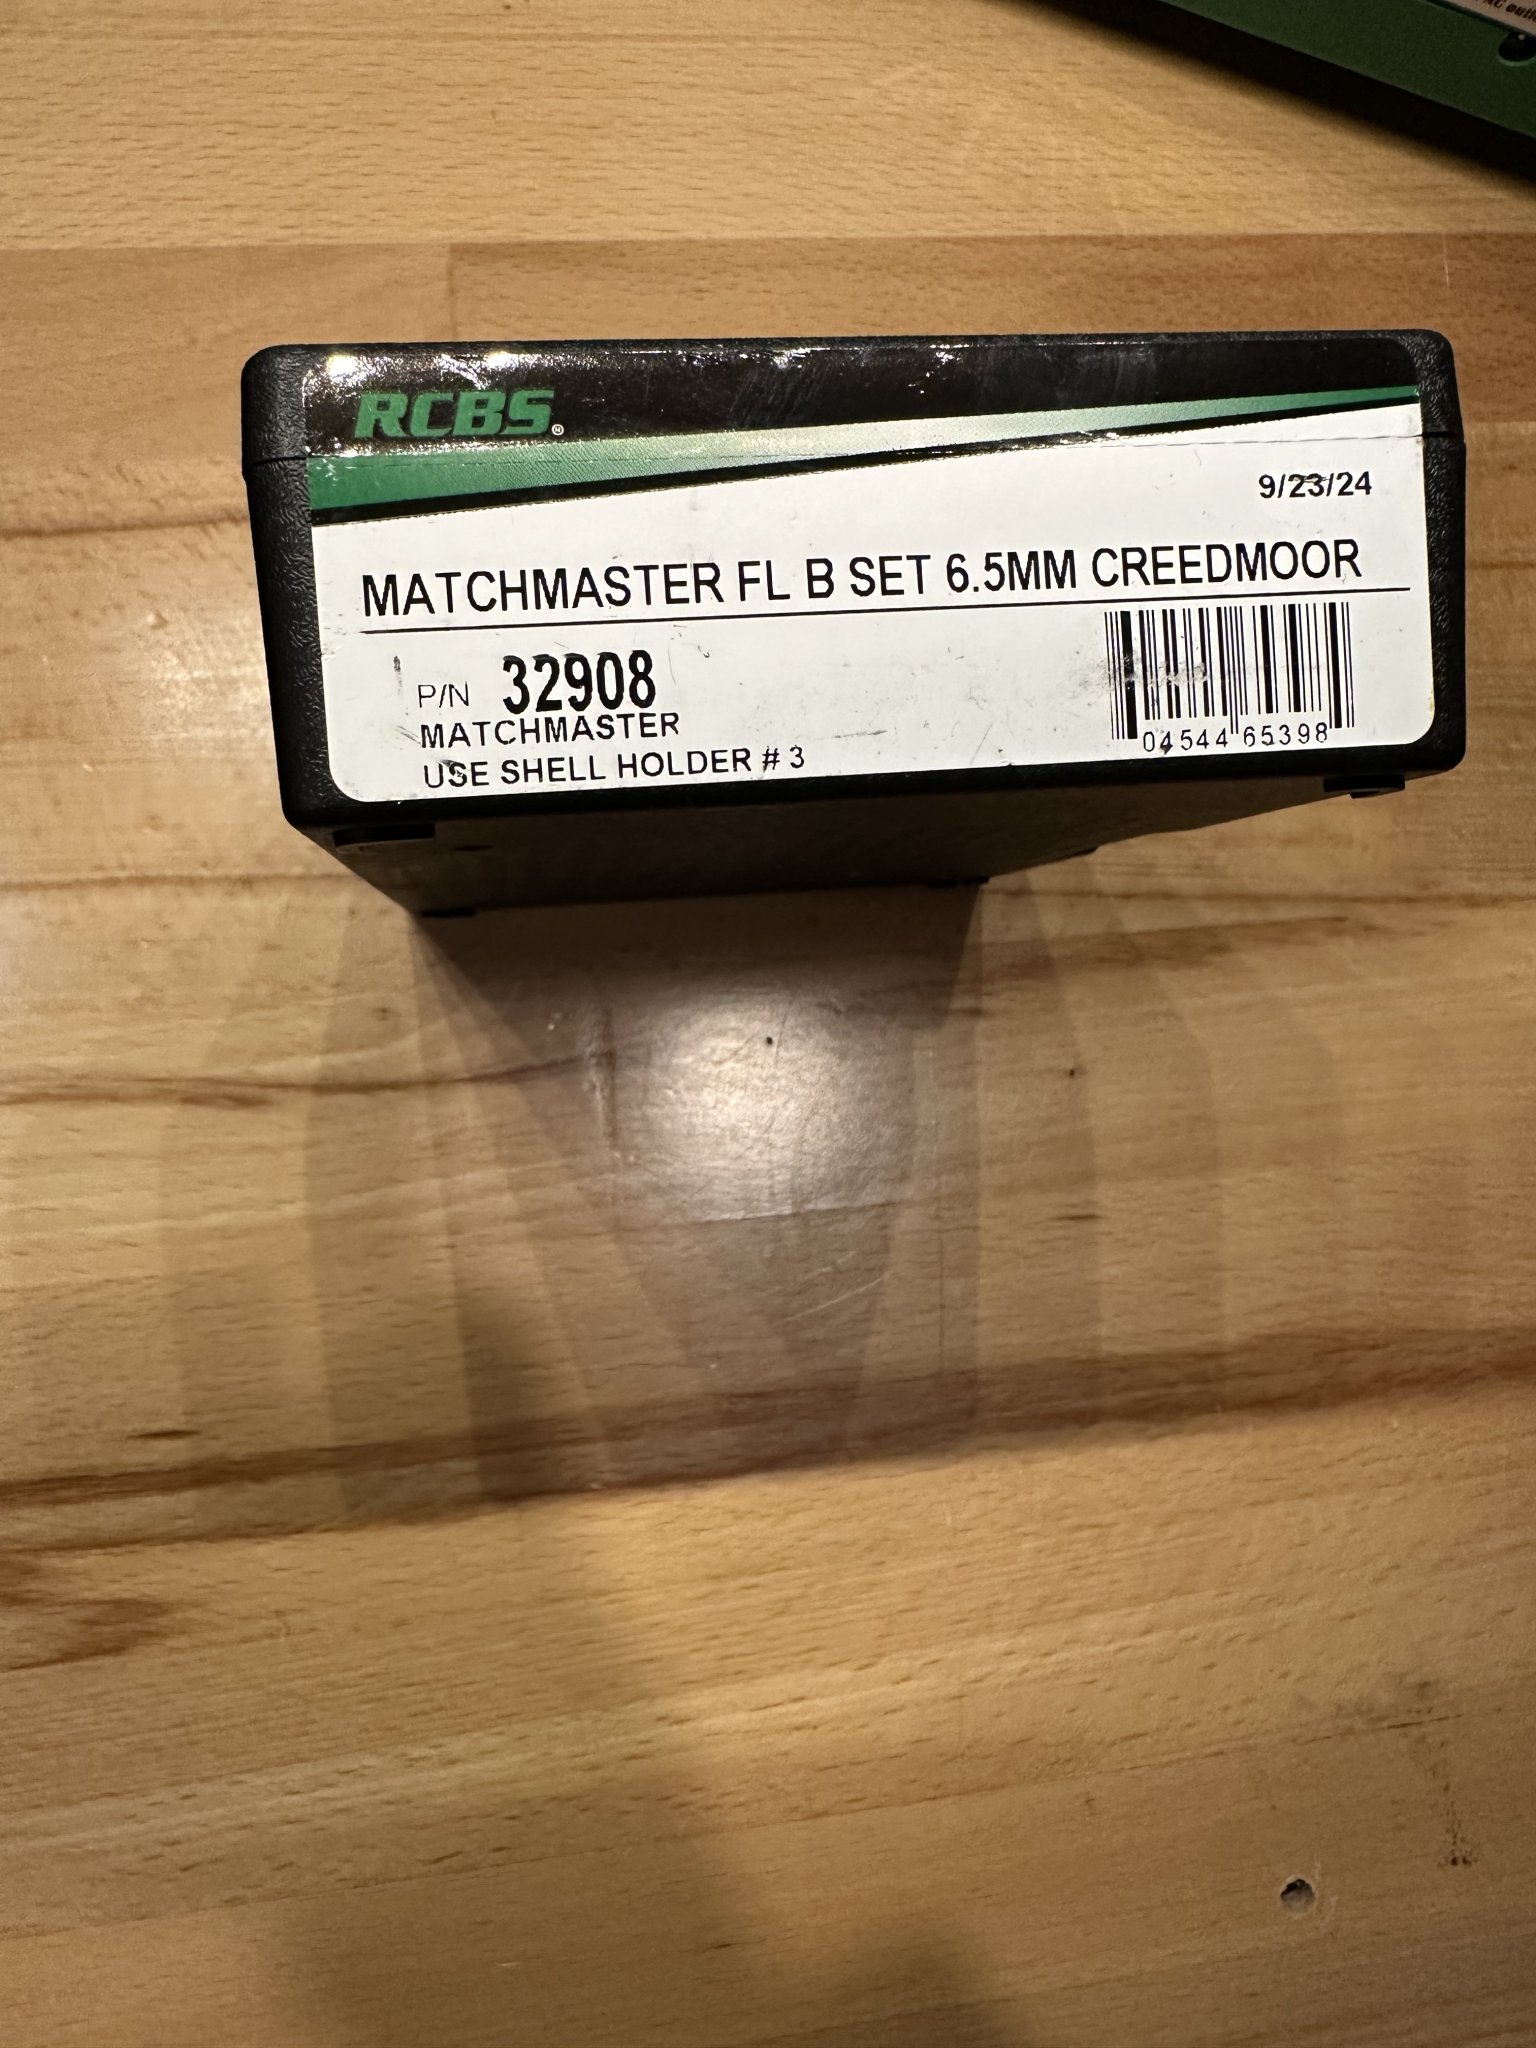 RCBS®
9/23/24
MATCHMASTER FL B SET 6.5MM CREEDMOOR
P/N 32908
MATCHMASTER
USE SHELL HOLDER # 3
04544 65398